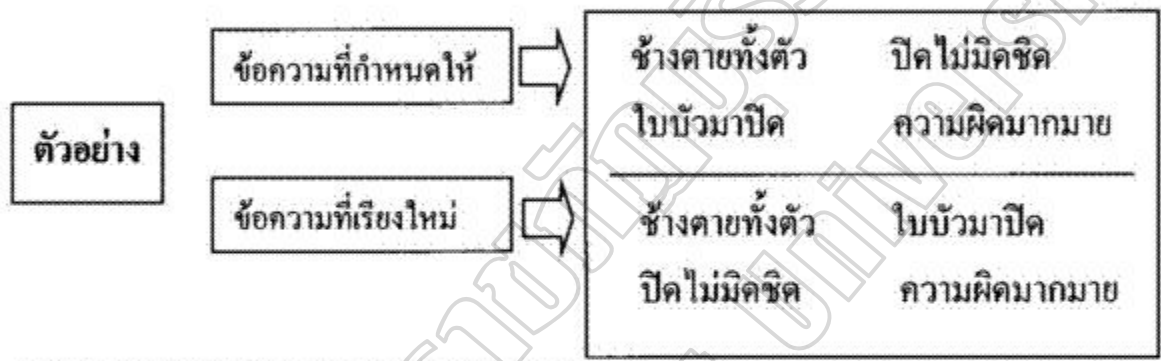 ข้อความที่กำหนดให้
ช้างตายทั้งตัว ปิดไม่มิดชิด
ใบบัวมาปิด ความผิดมากมาย
ตัวอย่าง
ข้อความที่เรียงใหม่
ช้างตายทั้งตัว ใบบัวมาปิด
ปิดไม่มิดชิด ความผิดมากมาย